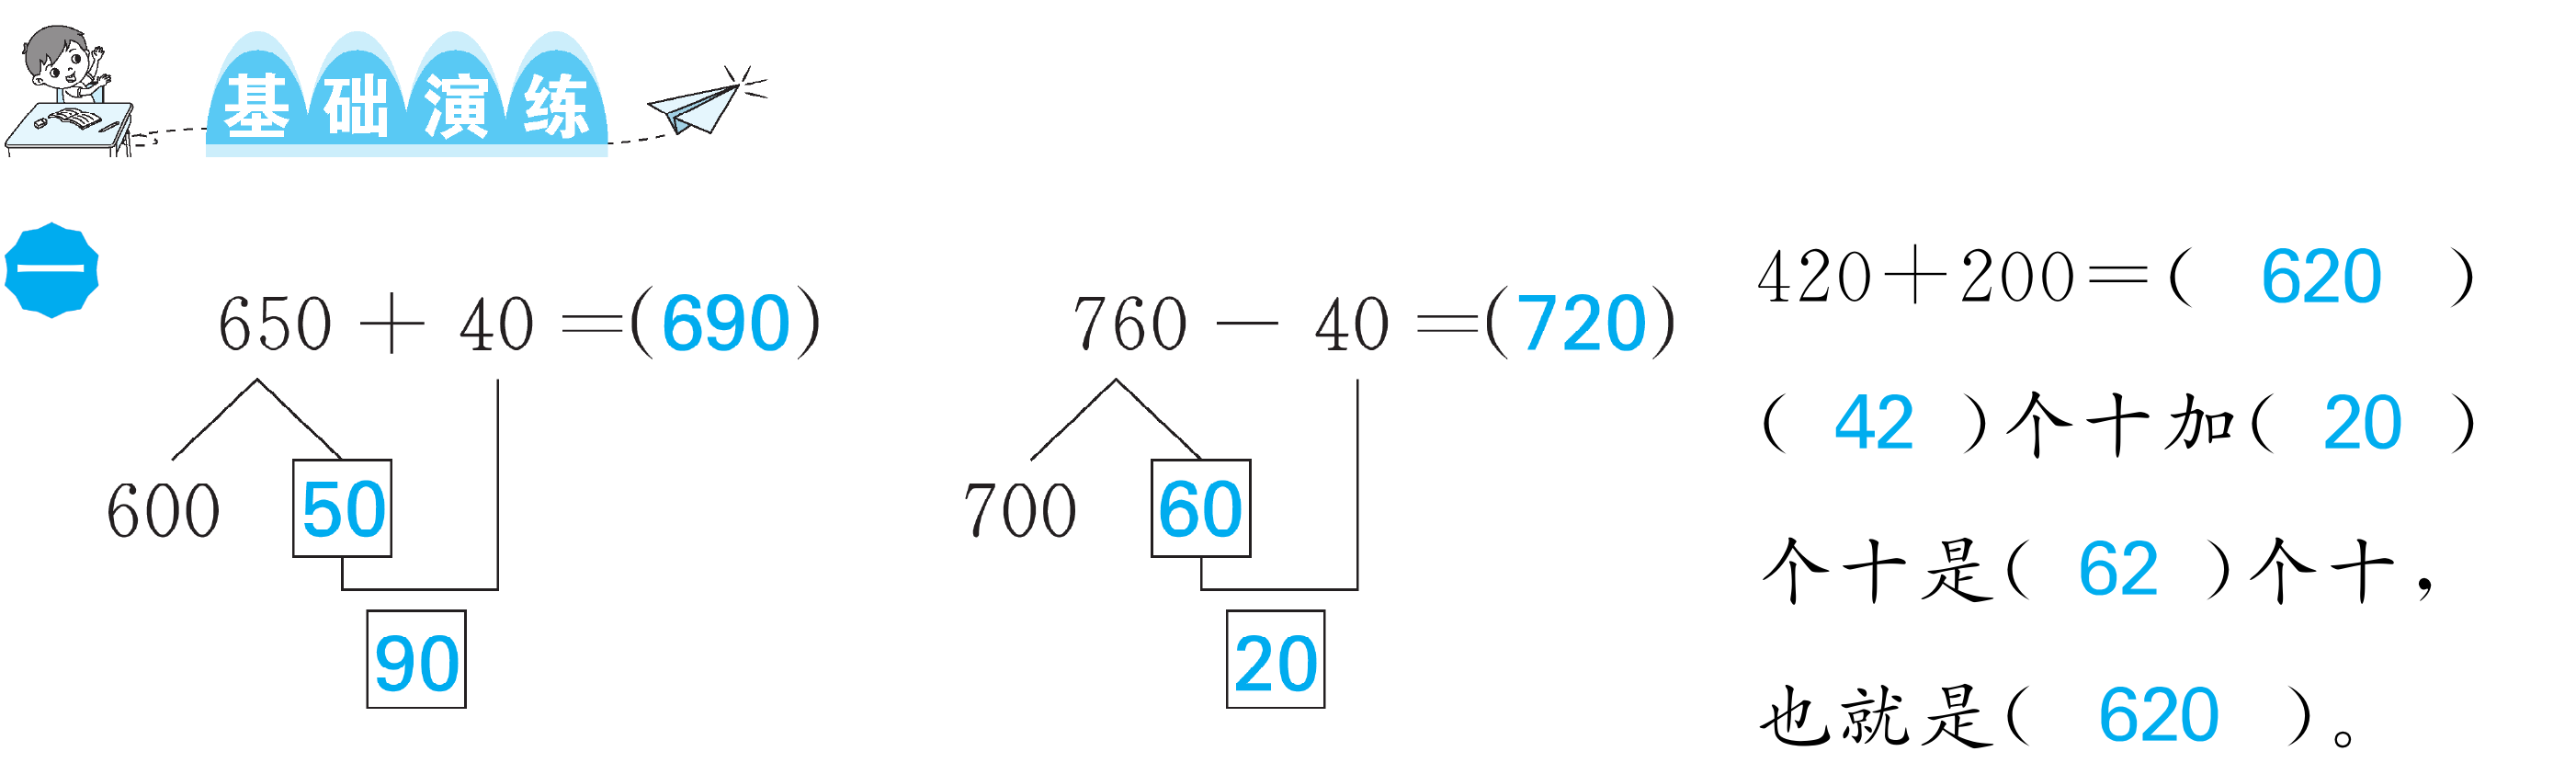 基础演练
一
650 + 40 =(690)
600 50
90
760 - 40 =(720)
700 60
20
420+200=( 620 )
( 42 )个十加( 20 )
个十是( 62 )个十,
也就是( 620 )。